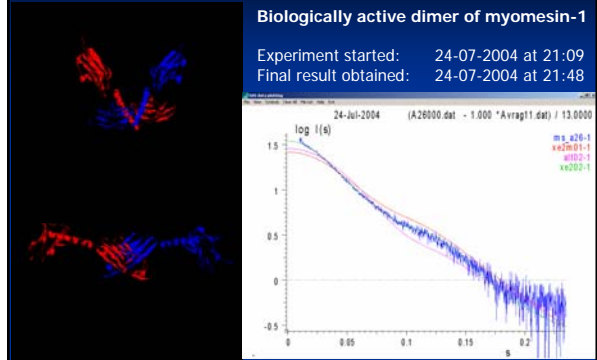 Biologically active dimer of myomesin-1
Experiment started: 24-07-2004 at 21:09
Final result obtained: 24-07-2004 at 21:48
24-Jul-2004 (A26000.dat - 1.000 *Avrag11.dat) / 13.0000
log I(s)
ms_a26-1
xe2m01-1
alt02-1
xe202-1
1.5
1
0.5
0
-0.5
0 0.05 0.1 0.15 0.2
s